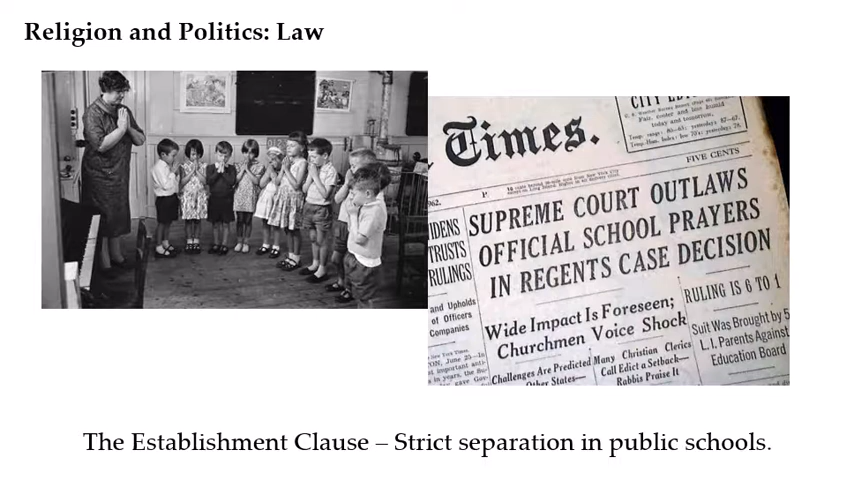 Religion and Politics: Law
CITY EDITION
Times.
FIVE CENTS
SUPREME COURT OUTLAWS
OFFICIAL SCHOOL PRAYERS
IN REGENTS CASE DECISION
IDENS
TRUSTS
RULINGS
and Upholds
of Officers
Companies
Wide Impact Is Foreseen;
Churchmen Voice Shock
RULING IS 6 TO 1
Suit Was Brought by 5
L.I. Parents Against
Education Board
Challenges Are Predicted
Other States—
Many Christian Clerics
Call Edict a Setback—
Rabbis Praise It
The Establishment Clause – Strict separation in public schools.